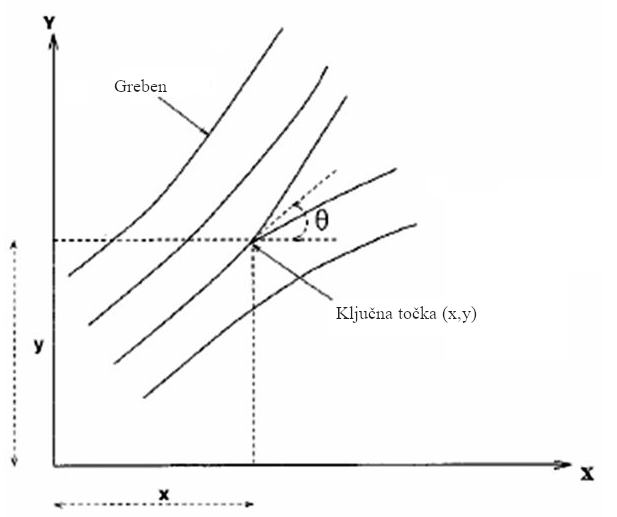 Y
Greben
θ
Ključna točka (x,y)
y
X
x